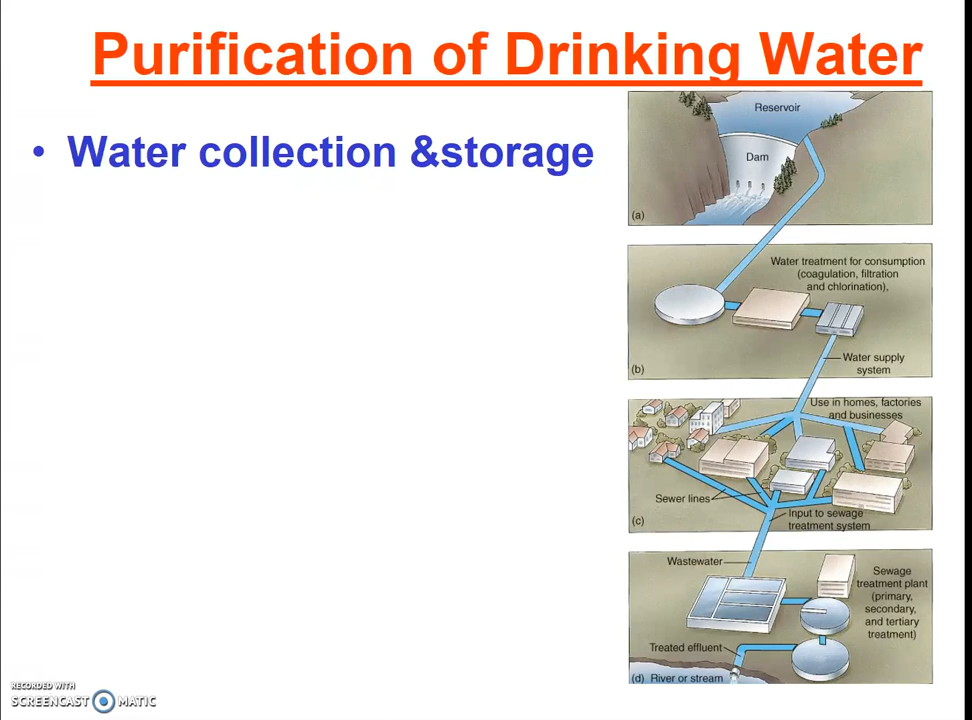 Purification of Drinking Water
• Water collection &storage
Reservoir
Dam
(a)
Water treatment for consumption
(coagulation, filtration
and chlorination),
Water supply
system
(b)
Use in homes, factories
and businesses
Sewer lines
Input to sewage
treatment system
(c)
Wastewater
Sewage
treatment plant
(primary,
secondary,
and tertiary
treatment)
Treated effluent
(d) River or stream
RECORDED WITH
SCREENCAST MATIC